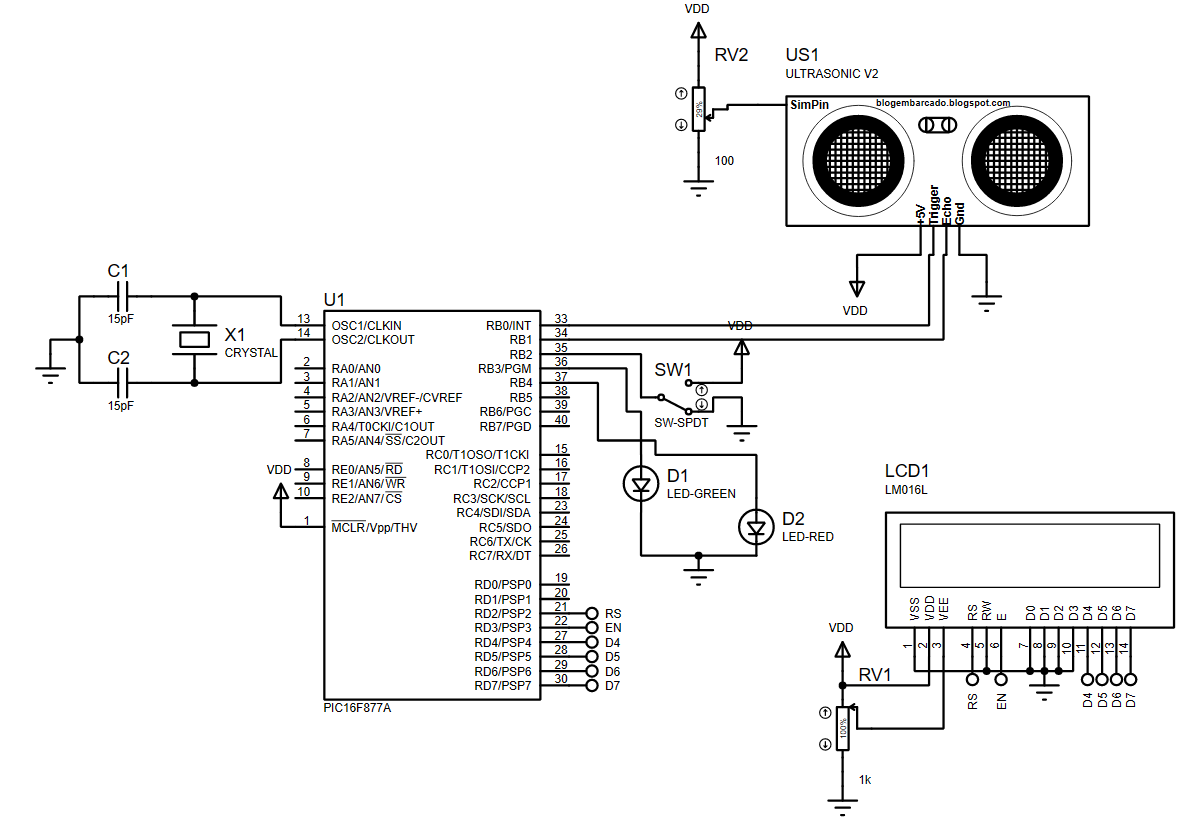 VDD
RV2
29%
100
US1
ULTRASONIC V2
SimPin
blogembarcado.blogspot.com
+5V
Trigger
Echo
Gnd
VDD
C1
15pF
C2
15pF
X1
CRYSTAL
U1
13
OSC1/CLKIN
14
OSC2/CLKOUT
2
RA0/AN0
3
RA1/AN1
4
RA2/AN2/VREF-/CVREF
5
RA3/AN3/VREF+
6
RA4/T0CKI/C1OUT
7
RA5/AN4/SS/C2OUT
8
RE0/AN5/RD
9
RE1/AN6/WR
10
RE2/AN7/CS
VDD
1
MCLR/Vpp/THV
RB0/INT
33
RB1
34
RB2
35
RB3/PGM
36
RB4
37
RB5
38
RB6/PGC
39
RB7/PGD
40
RC0/T1OSO/T1CKI
15
RC1/T1OSI/CCP2
16
RC2/CCP1
17
RC3/SCK/SCL
18
RC4/SDI/SDA
23
RC5/SDO
24
RC6/TX/CK
25
RC7/RX/DT
26
RD0/PSP0
19
RD1/PSP1
20
RD2/PSP2
21
RS
RD3/PSP3
22
EN
RD4/PSP4
27
D4
RD5/PSP5
28
D5
RD6/PSP6
29
D6
RD7/PSP7
30
D7
PIC16F877A
VDD
SW1
SW-SPDT
D1
LED-GREEN
D2
LED-RED
LCD1
LM016L
VSS
VDD
VEE
RS
RW
E
D0
D1
D2
D3
D4
D5
D6
D7
1
2
3
4
5
6
7
8
9
10
11
12
13
14
RS
EN
D4
D5
D6
D7
VDD
RV1
100%
1k